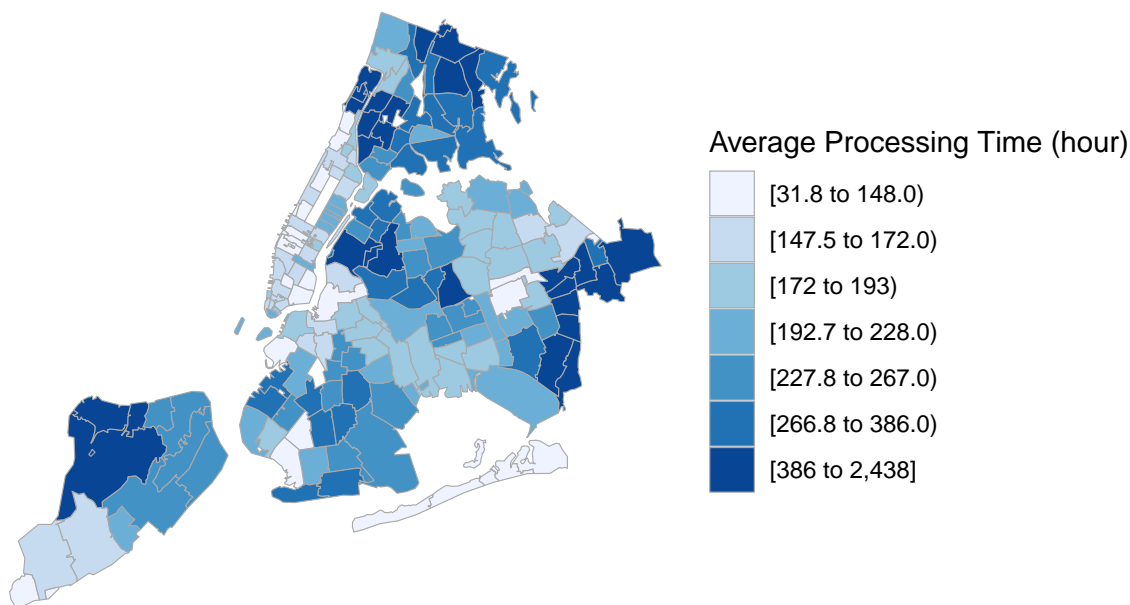 Average Processing Time (hour)
[31.8 to 148.0)
[147.5 to 172.0)
[172 to 193)
[192.7 to 228.0)
[227.8 to 267.0)
[266.8 to 386.0)
[386 to 2,438]